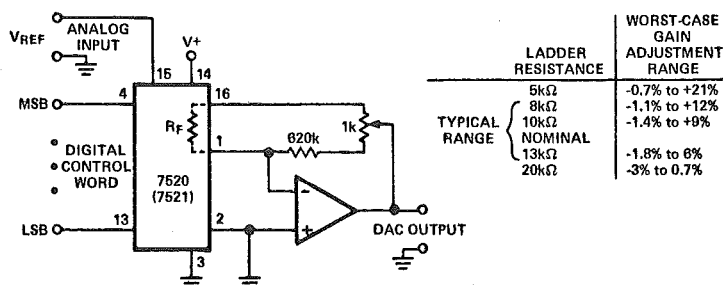 VREF
ANALOG
INPUT
V+
15
14
MSB
4
16
RF
1k
1
620k
DIGITAL
CONTROL
WORD
7520
(7521)
-
+
LSB
13
2
3
DAC OUTPUT
LADDER
RESISTANCE
WORST-CASE
GAIN
ADJUSTMENT
RANGE
5kΩ -0.7% to +21%
8kΩ -1.1% to +12%
TYPICAL
RANGE
10kΩ -1.4% to +9%
NOMINAL
13kΩ -1.8% to 6%
20kΩ -3% to 0.7%